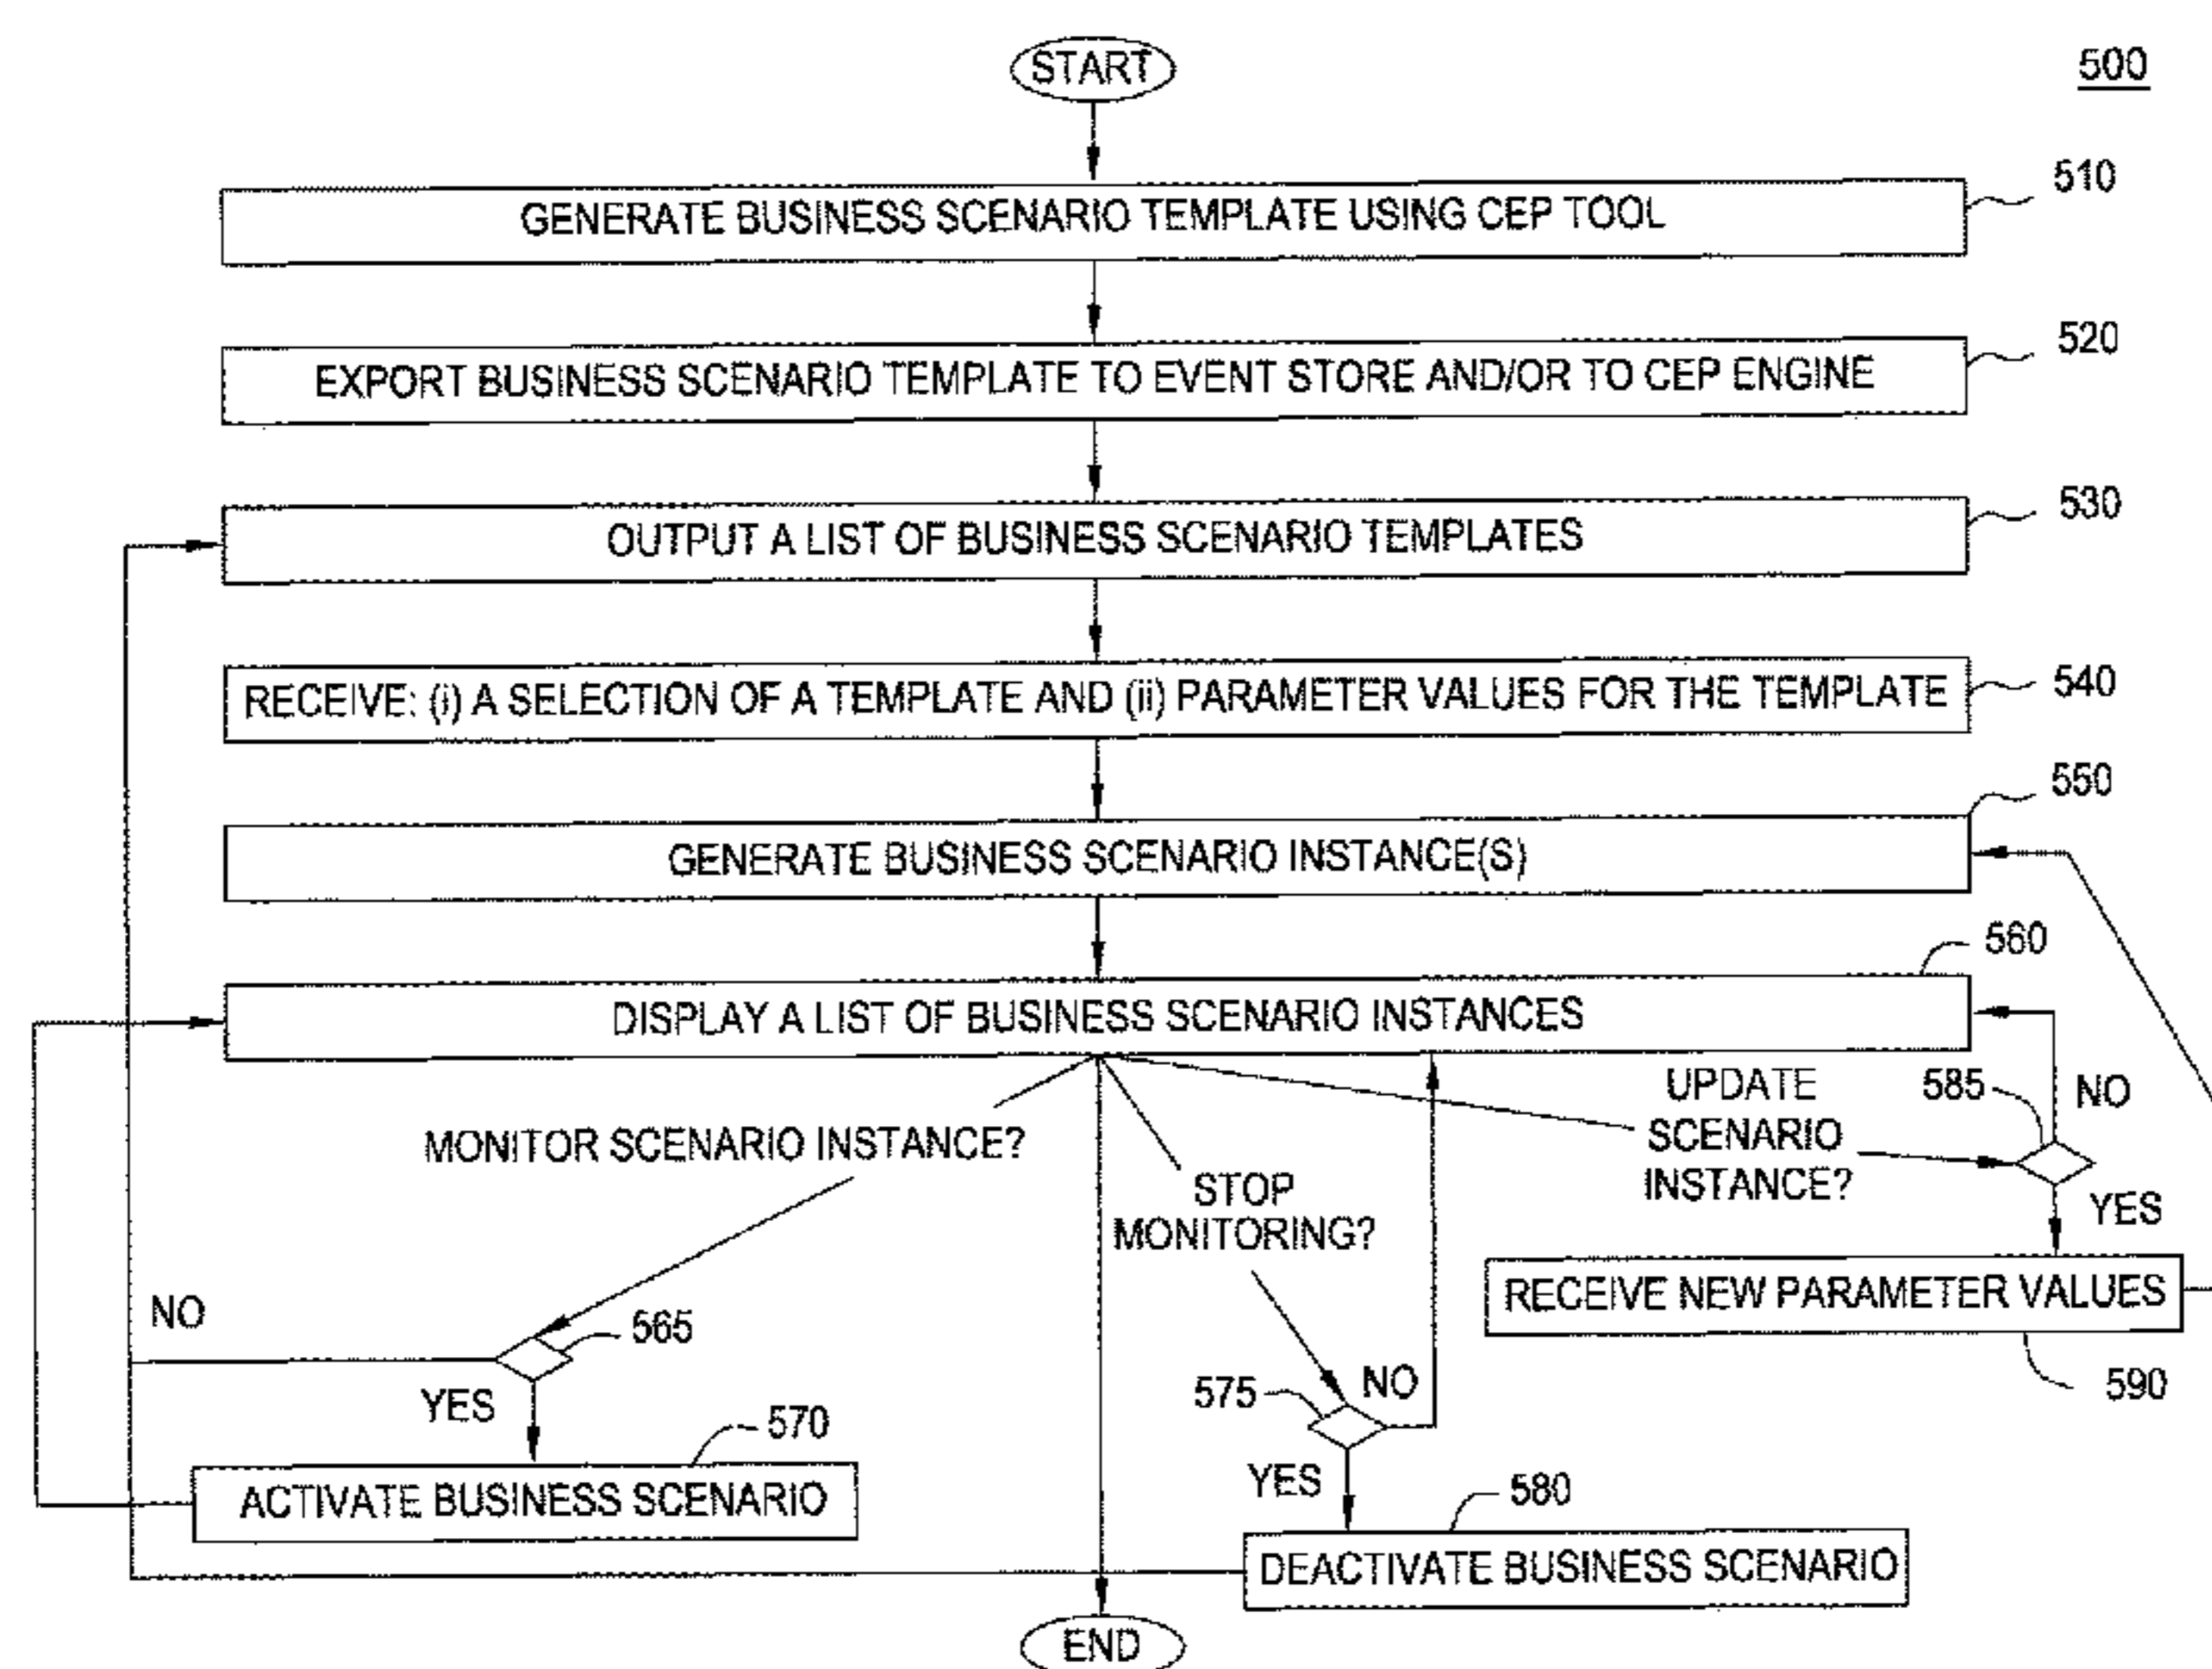 START
500
GENERATE BUSINESS SCENARIO TEMPLATE USING CEP TOOL
510
EXPORT BUSINESS SCENARIO TEMPLATE TO EVENT STORE AND/OR TO CEP ENGINE
520
OUTPUT A LIST OF BUSINESS SCENARIO TEMPLATES
530
RECEIVE: (i) A SELECTION OF A TEMPLATE AND (ii) PARAMETER VALUES FOR THE TEMPLATE
540
GENERATE BUSINESS SCENARIO INSTANCE(S)
550
DISPLAY A LIST OF BUSINESS SCENARIO INSTANCES
560
MONITOR SCENARIO INSTANCE?
STOP
MONITORING?
UPDATE
SCENARIO
INSTANCE?
585
NO
YES
RECEIVE NEW PARAMETER VALUES
590
NO
565
YES
570
ACTIVATE BUSINESS SCENARIO
575
NO
YES
580
DEACTIVATE BUSINESS SCENARIO
END